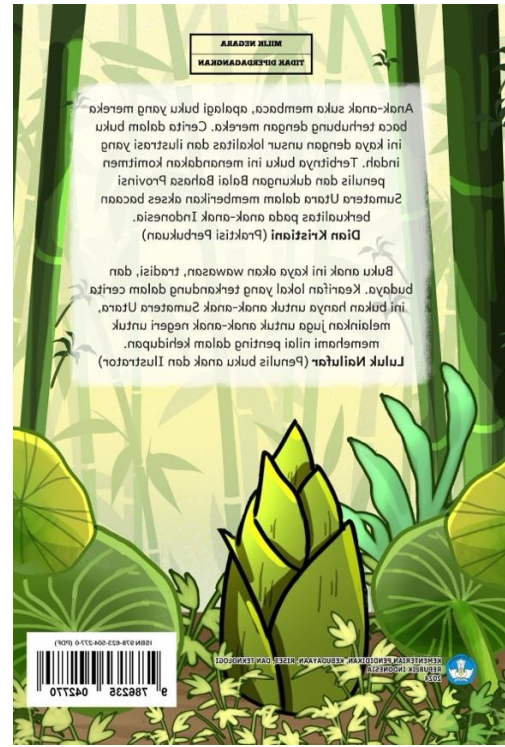 MILIK NEGARA
TIDAK DIPERDAGANGKAN
Anak-anak suka membaca, apalagi buku yang mereka
baca terhubung dengan mereka. Cerita dalam buku
ini kaya dengan unsur lokalitas dan ilustrasi yang
indah. Terbitnya buku ini menandakan komitmen
penulis dan dukungan Balai Bahasa Provinsi
Sumatera Utara dalam memberikan akses bacaan
berkualitas pada anak-anak Indonesia.
Dian Kristiani (Praktisi Perbukuan)
Buku anak ini kaya akan wawasan, tradisi, dan
budaya. Kearifan lokal yang terkandung dalam cerita
ini bukan hanya untuk anak-anak Sumatera Utara,
melainkan juga untuk anak-anak negeri untuk
memahami nilai penting dalam kehidupan.
Luluk Nailufar (Penulis buku anak dan Ilustrator)
KEMENTERIAN PENDIDIKAN, KEBUDAYAAN, RISET, DAN TEKNOLOGI
REPUBLIK INDONESIA
2024
ISBN 978-623-504-277-0 (PDF)
9 786235 042770